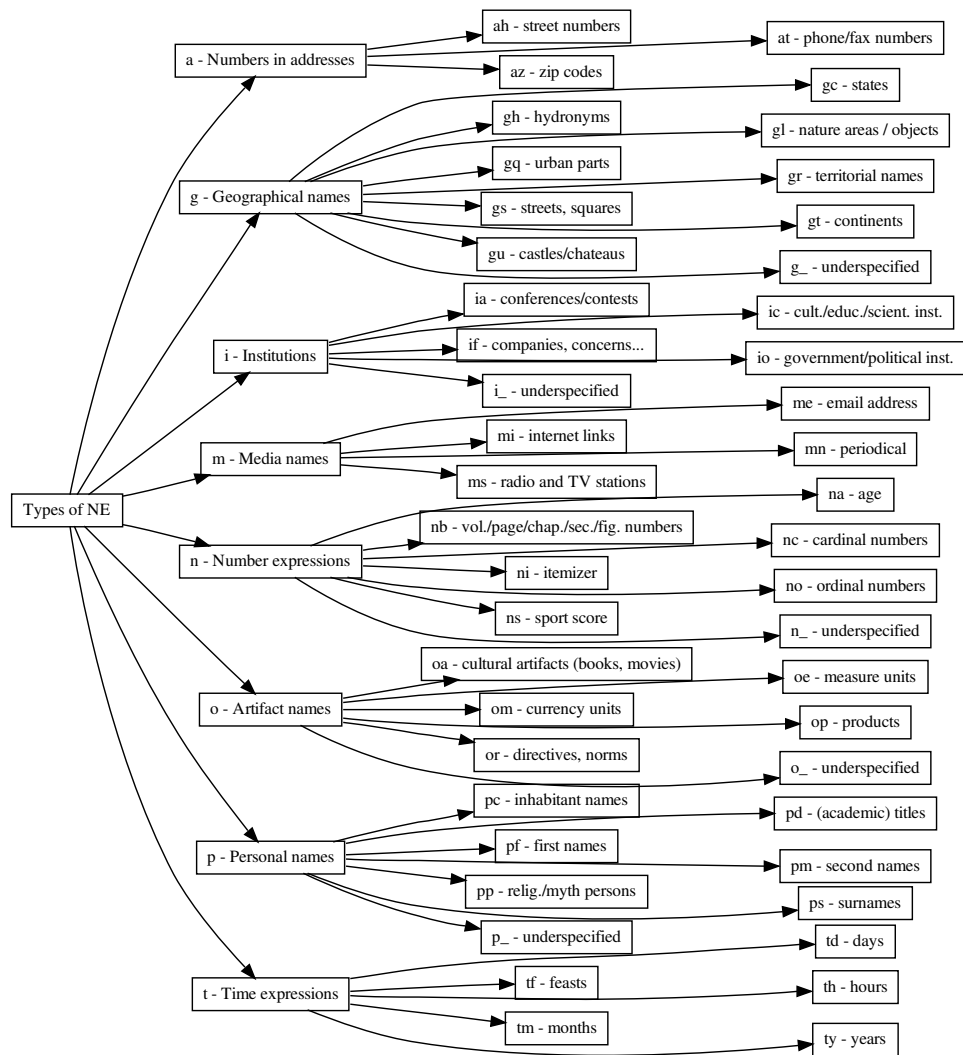 Types of NE
a - Numbers in addresses
ah - street numbers
at - phone/fax numbers
az - zip codes
g - Geographical names
gc - states
gh - hydronyms
gl - nature areas / objects
gq - urban parts
gr - territorial names
gs - streets, squares
gt - continents
gu - castles/chateaus
g_ - underspecified
i - Institutions
ia - conferences/contests
ic - cult./educ./scient. inst.
if - companies, concerns...
io - government/political inst.
i_ - underspecified
m - Media names
me - email address
mi - internet links
mn - periodical
ms - radio and TV stations
n - Number expressions
na - age
nb - vol./page/chap./sec./fig. numbers
nc - cardinal numbers
ni - itemizer
no - ordinal numbers
ns - sport score
n_ - underspecified
o - Artifact names
oa - cultural artifacts (books, movies)
oe - measure units
om - currency units
op - products
or - directives, norms
o_ - underspecified
p - Personal names
pc - inhabitant names
pd - (academic) titles
pf - first names
pm - second names
pp - relig./myth persons
ps - surnames
p_ - underspecified
t - Time expressions
td - days
tf - feasts
th - hours
tm - months
ty - years